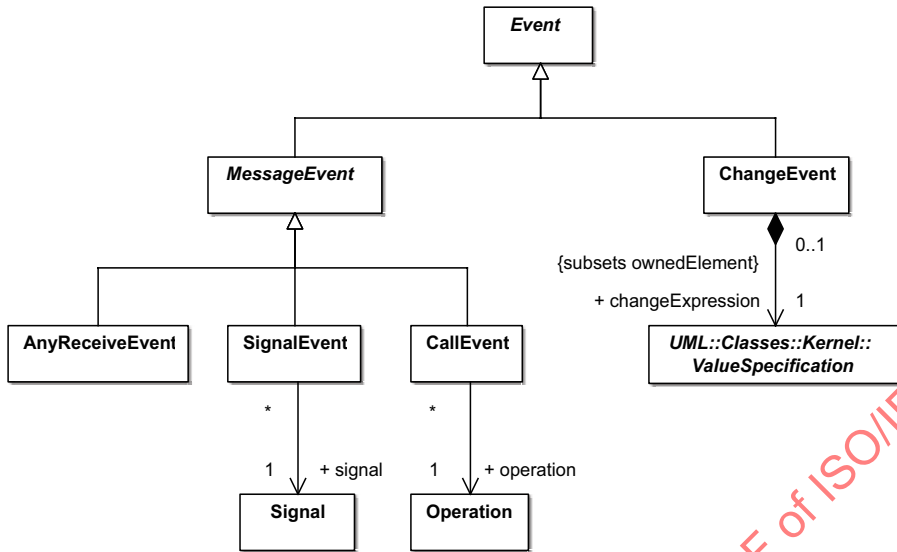 Event
MessageEvent
ChangeEvent
0..1
{subsets ownedElement}
+ changeExpression 1
AnyReceiveEvent
SignalEvent
CallEvent
UML::Classes::Kernel::
ValueSpecification
*
*
1 + signal
1 + operation
Signal
Operation
of